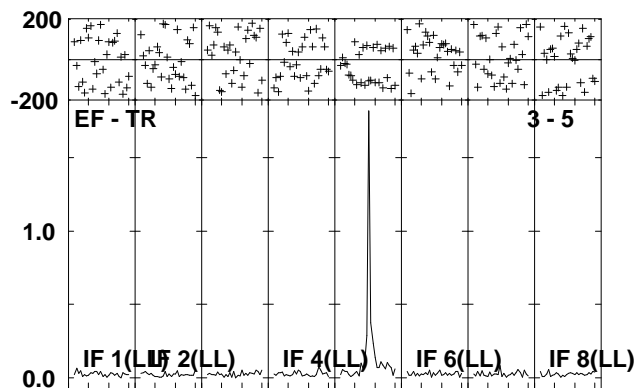 200
-200
EF - TR 3 - 5
1.0
IF 1(LL) IF 2(LL) IF 4(LL) IF 6(LL) IF 8(LL)
0.0